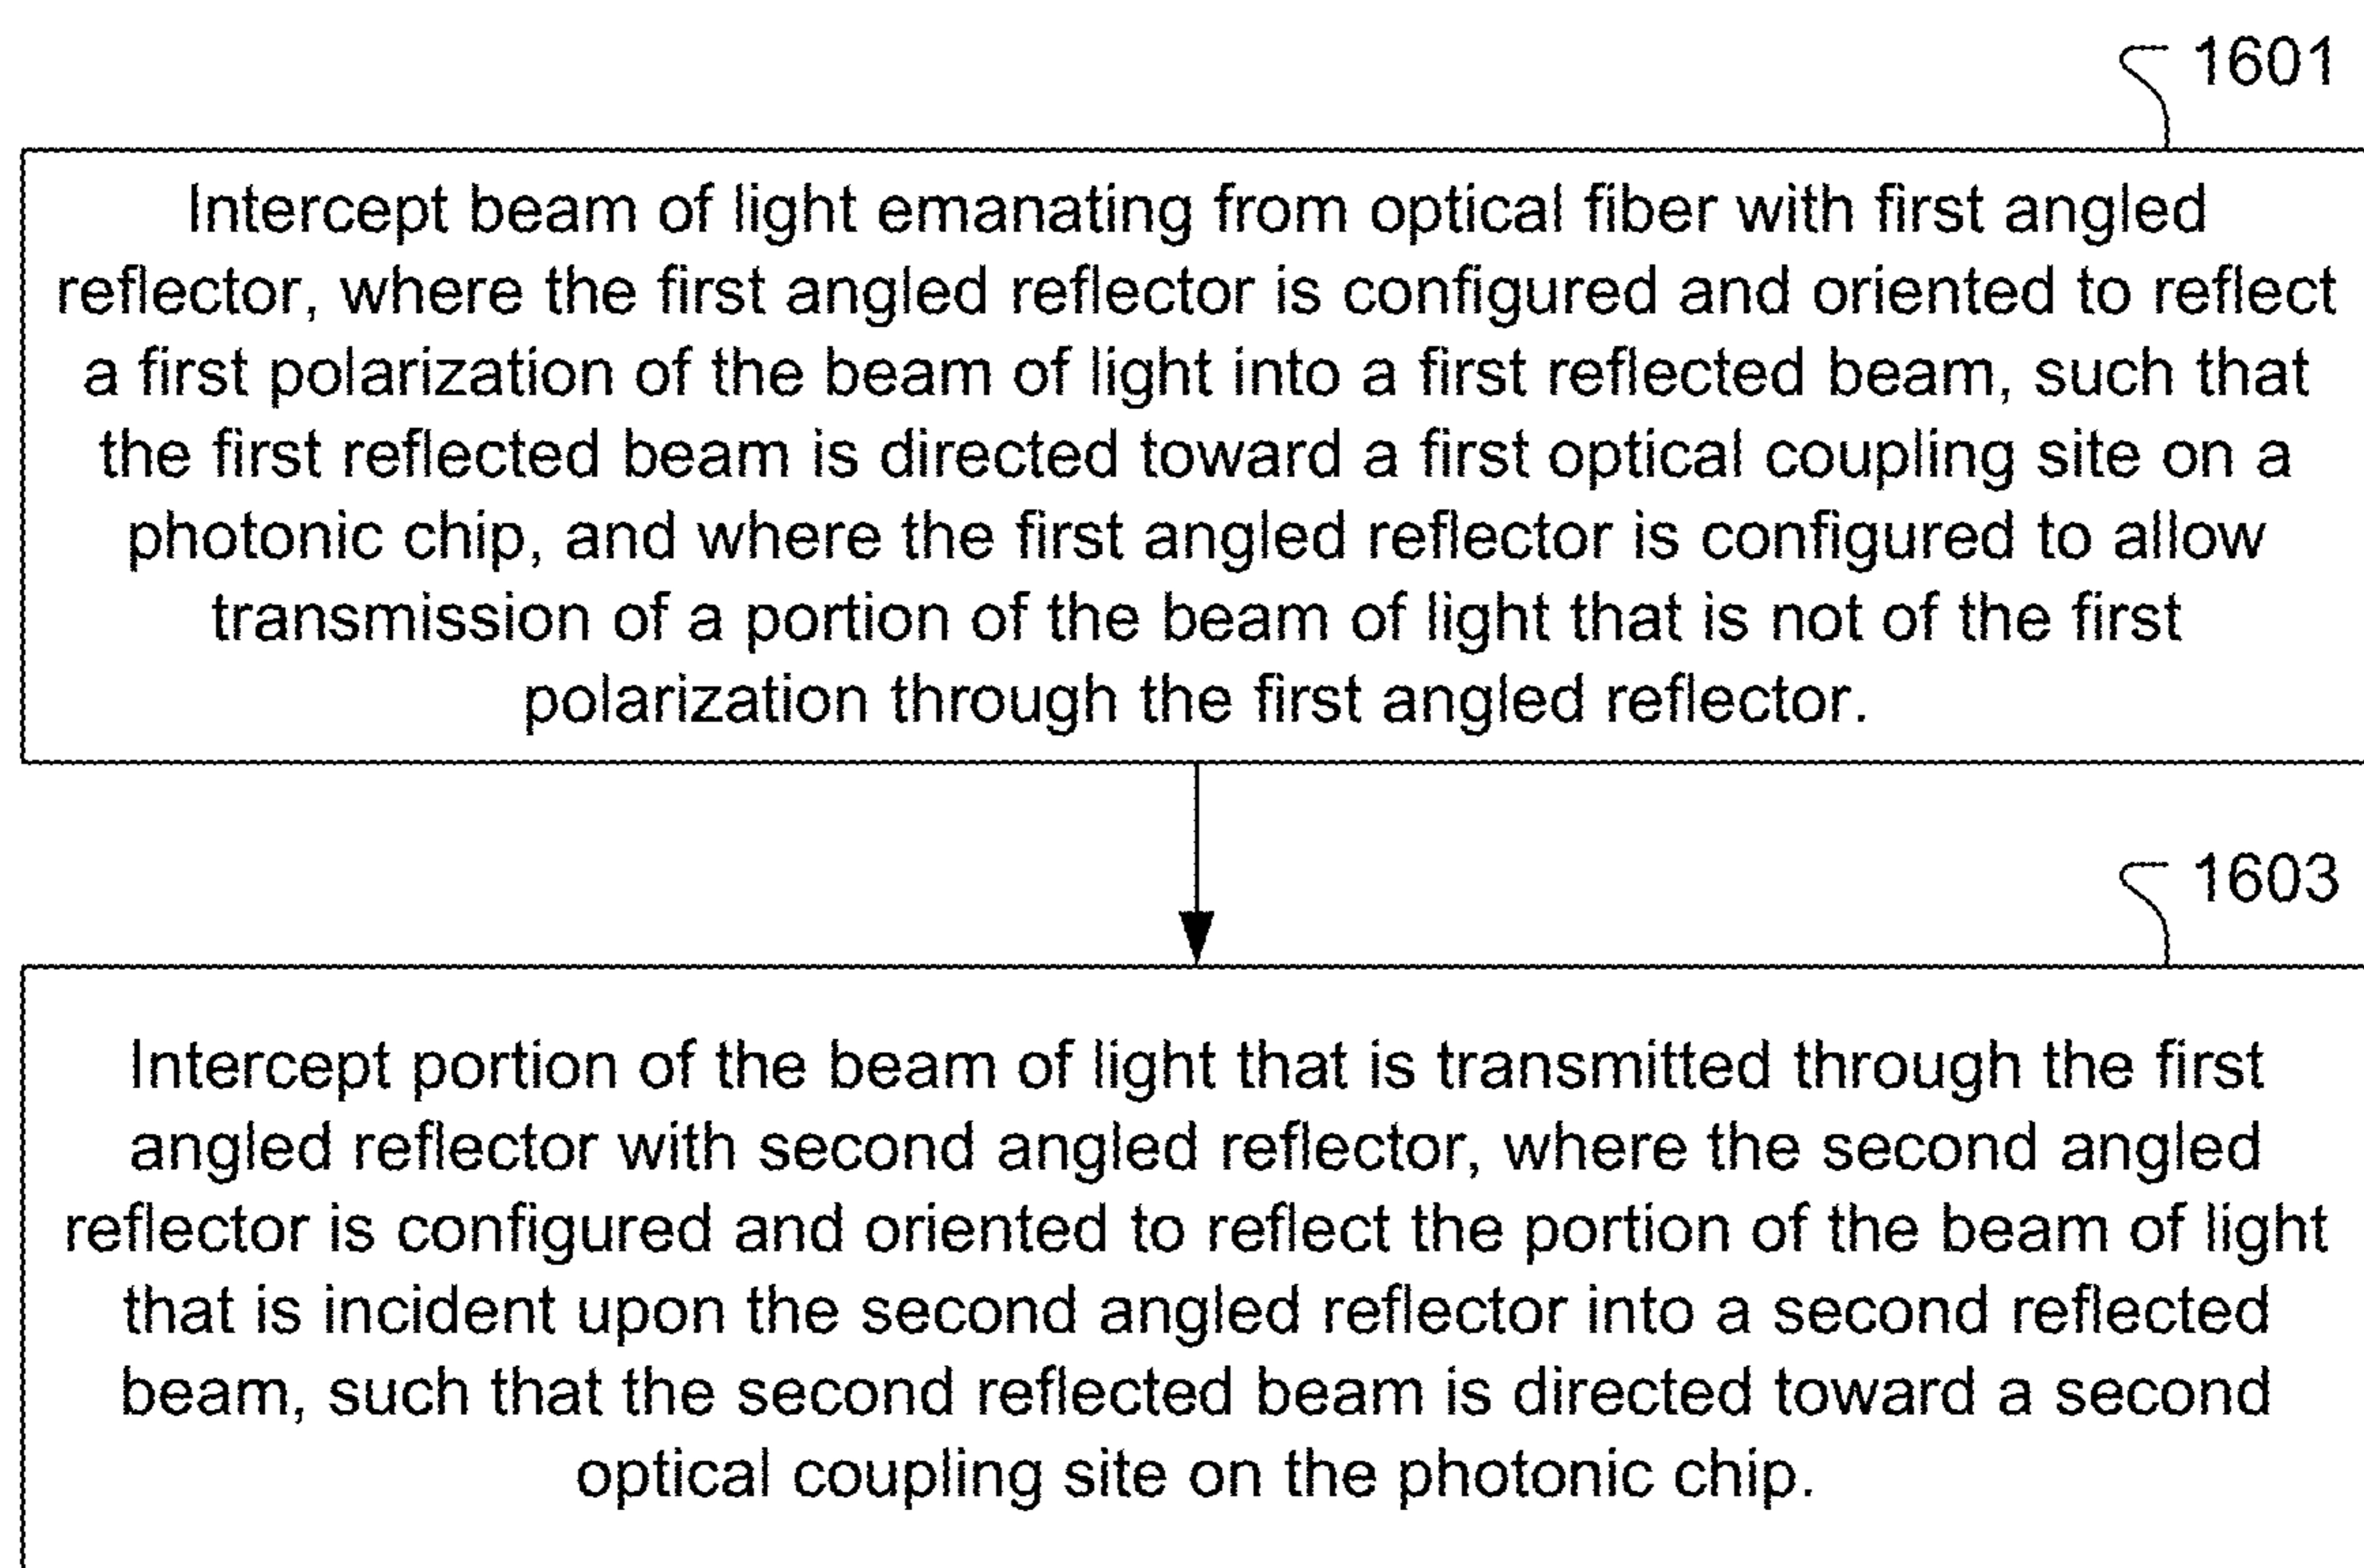 1601
Intercept beam of light emanating from optical fiber with first angled
reflector, where the first angled reflector is configured and oriented to reflect
a first polarization of the beam of light into a first reflected beam, such that
the first reflected beam is directed toward a first optical coupling site on a
photonic chip, and where the first angled reflector is configured to allow
transmission of a portion of the beam of light that is not of the first
polarization through the first angled reflector.
1603
Intercept portion of the beam of light that is transmitted through the first
angled reflector with second angled reflector, where the second angled
reflector is configured and oriented to reflect the portion of the beam of light
that is incident upon the second angled reflector into a second reflected
beam, such that the second reflected beam is directed toward a second
optical coupling site on the photonic chip.